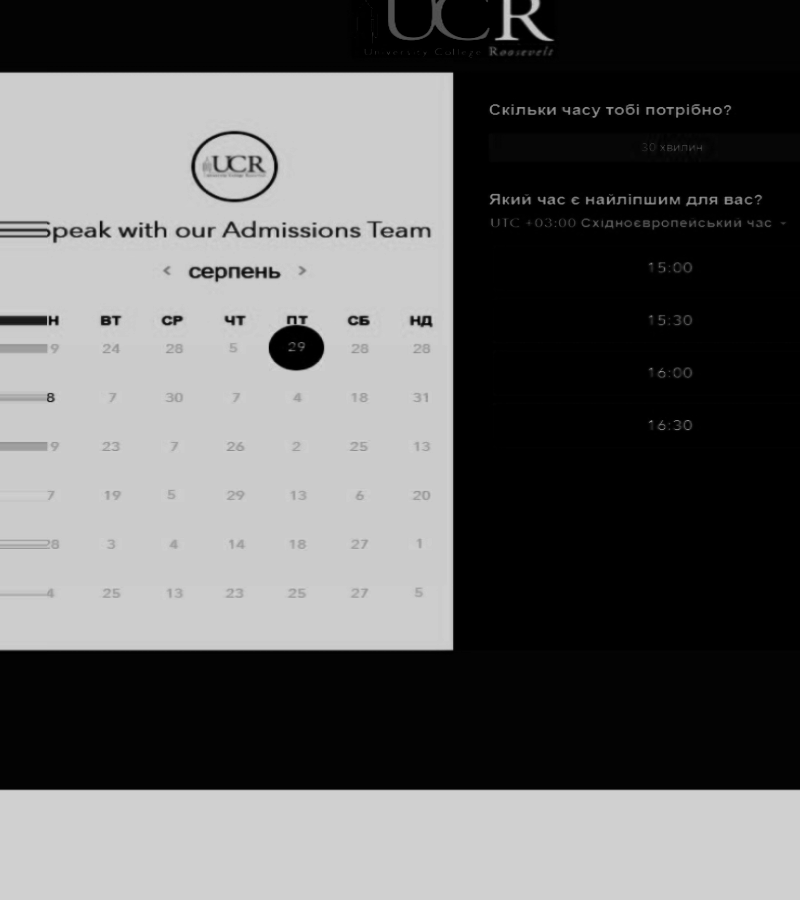 UCR
University College Roosevelt
UCR
Speak with our Admissions Team
< серпень >
Н ВТ СР ЧТ ПТ СБ НД
9 24 28 5 29 28 28
8 7 30 7 4 18 31
9 23 7 26 2 25 13
7 19 5 29 13 6 20
28 3 4 14 18 27 1
4 25 13 23 25 27 5
Скільки часу тобі потрібно?
30 хвилин
Який час є найліпшим для вас?
UTC +03:00 Східноєвропейський час
15:00
15:30
16:00
16:30